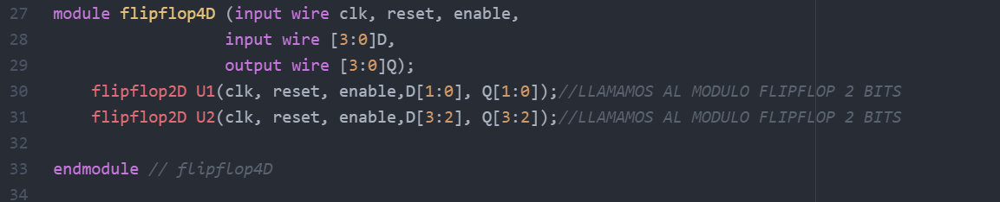 27 module flipflop4D (input wire clk, reset, enable,
28 input wire [3:0]D,
29 output wire [3:0]Q);
30 flipflop2D U1(clk, reset, enable,D[1:0], Q[1:0]);//LLAMAMOS AL MODULO FLIPFLOP 2 BITS
31 flipflop2D U2(clk, reset, enable,D[3:2], Q[3:2]);//LLAMAMOS AL MODULO FLIPFLOP 2 BITS
32
33 endmodule // flipflop4D
34